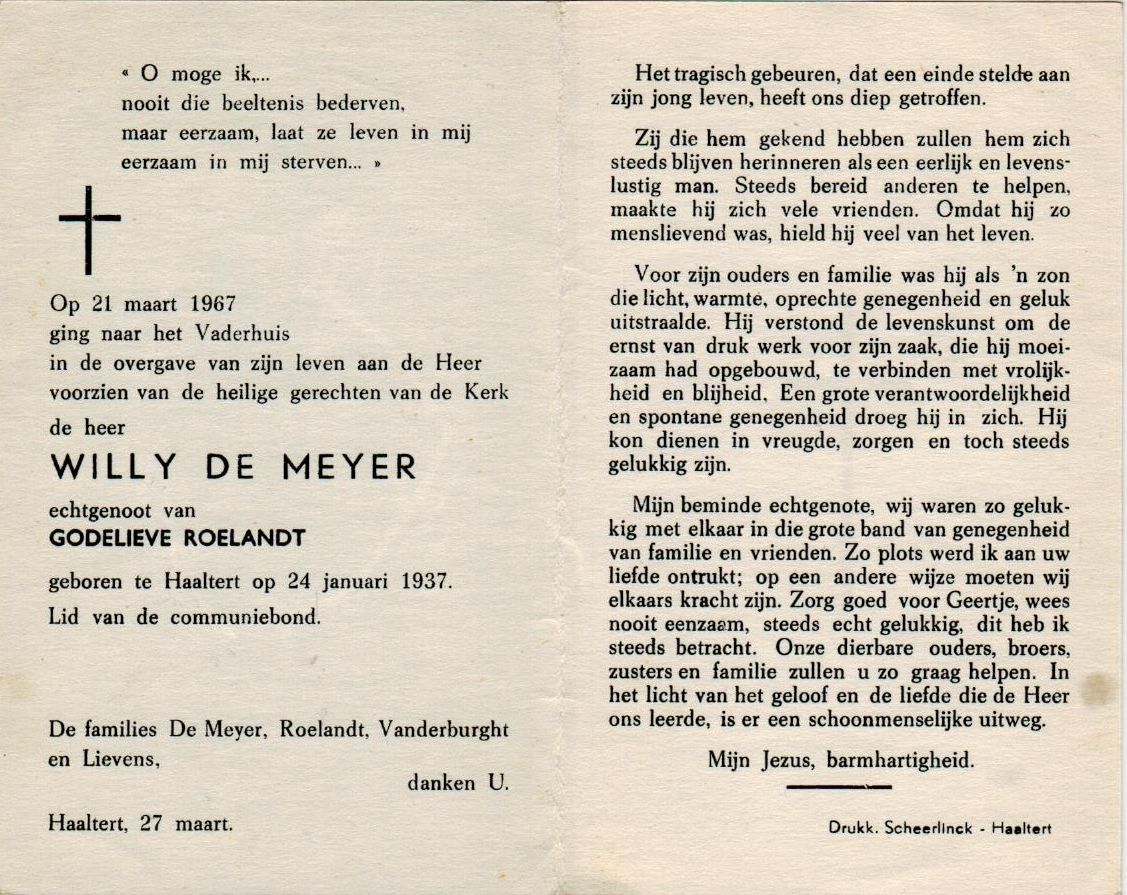 « O moge ik,...
nooit die beeltenis bederven,
maar eerzaam, laat ze leven in mij
eerzaam in mij sterven... »
Op 21 maart 1967
ging naar het Vaderhuis
in de overgave van zijn leven aan de Heer
voorzien van de heilige gerechten van de Kerk
de heer
WILLY DE MEYER
echtgenoot van
GODELIEVE ROELANDT
geboren te Haaltert op 24 januari 1937.
Lid van de communiebond.
De families De Meyer, Roelandt, Vanderburght
en Lievens,
danken U.
Haaltert, 27 maart.
Het tragisch gebeuren, dat een einde stelde aan
zijn jong leven, heeft ons diep getroffen.
Zij die hem gekend hebben zullen hem zich
steeds blijven herinneren als een eerlijk en levens-
lustig man. Steeds bereid anderen te helpen,
maakte hij zich vele vrienden. Omdat hij zo
menslievend was, hield hij veel van het leven.
Voor zijn ouders en familie was hij als 'n zon
die licht, warmte, oprechte genegenheid en geluk
uitstraalde. Hij verstond de levenskunst om de
ernst van druk werk voor zijn zaak, die hij moei-
zaam had opgebouwd, te verbinden met vrolijk-
heid en blijheid. Een grote verantwoordelijkheid
en spontane genegenheid droeg hij in zich. Hij
kon dienen in vreugde, zorgen en toch steeds
gelukkig zijn.
Mijn beminde echtgenote, wij waren zo geluk-
kig met elkaar in die grote band van genegenheid
van familie en vrienden. Zo plots werd ik aan uw
liefde ontrukt; op een andere wijze moeten wij
elkaars kracht zijn. Zorg goed voor Geertje, wees
nooit eenzaam, steeds echt gelukkig, dit heb ik
steeds betracht. Onze dierbare ouders, broers,
zusters en familie zullen u zo graag helpen. In
het licht van het geloof en de liefde die de Heer
ons leerde, is er een schoonmenselijke uitweg.
Mijn Jezus, barmhartigheid.
Drukk. Scheerlinck - Haaltert